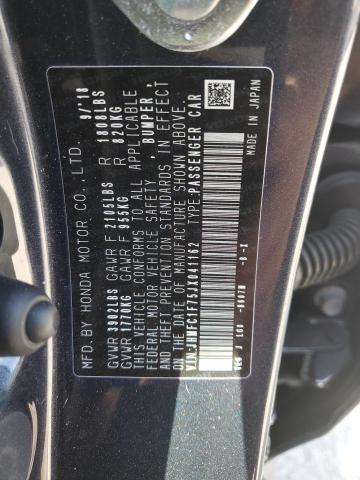 MFD.BY HONDA MOTOR CO.,LTD. 9/'18
GVWR 3902LBS GAWR F 2105LBS R 1808LBS
GVWR 1770KG GAWR F 955KG R 820KG
THIS VEHICLE CONFORMS TO ALL APPLICABLE
FEDERAL MOTOR VEHICLE SAFETY, BUMPER,
AND THEFT PREVENTION STANDARDS IN EFFECT
ON THE DATE OF MANUFACTURE SHOWN ABOVE.
TYPE:PASSENGER CAR
MADE IN JAPAN
-B -X